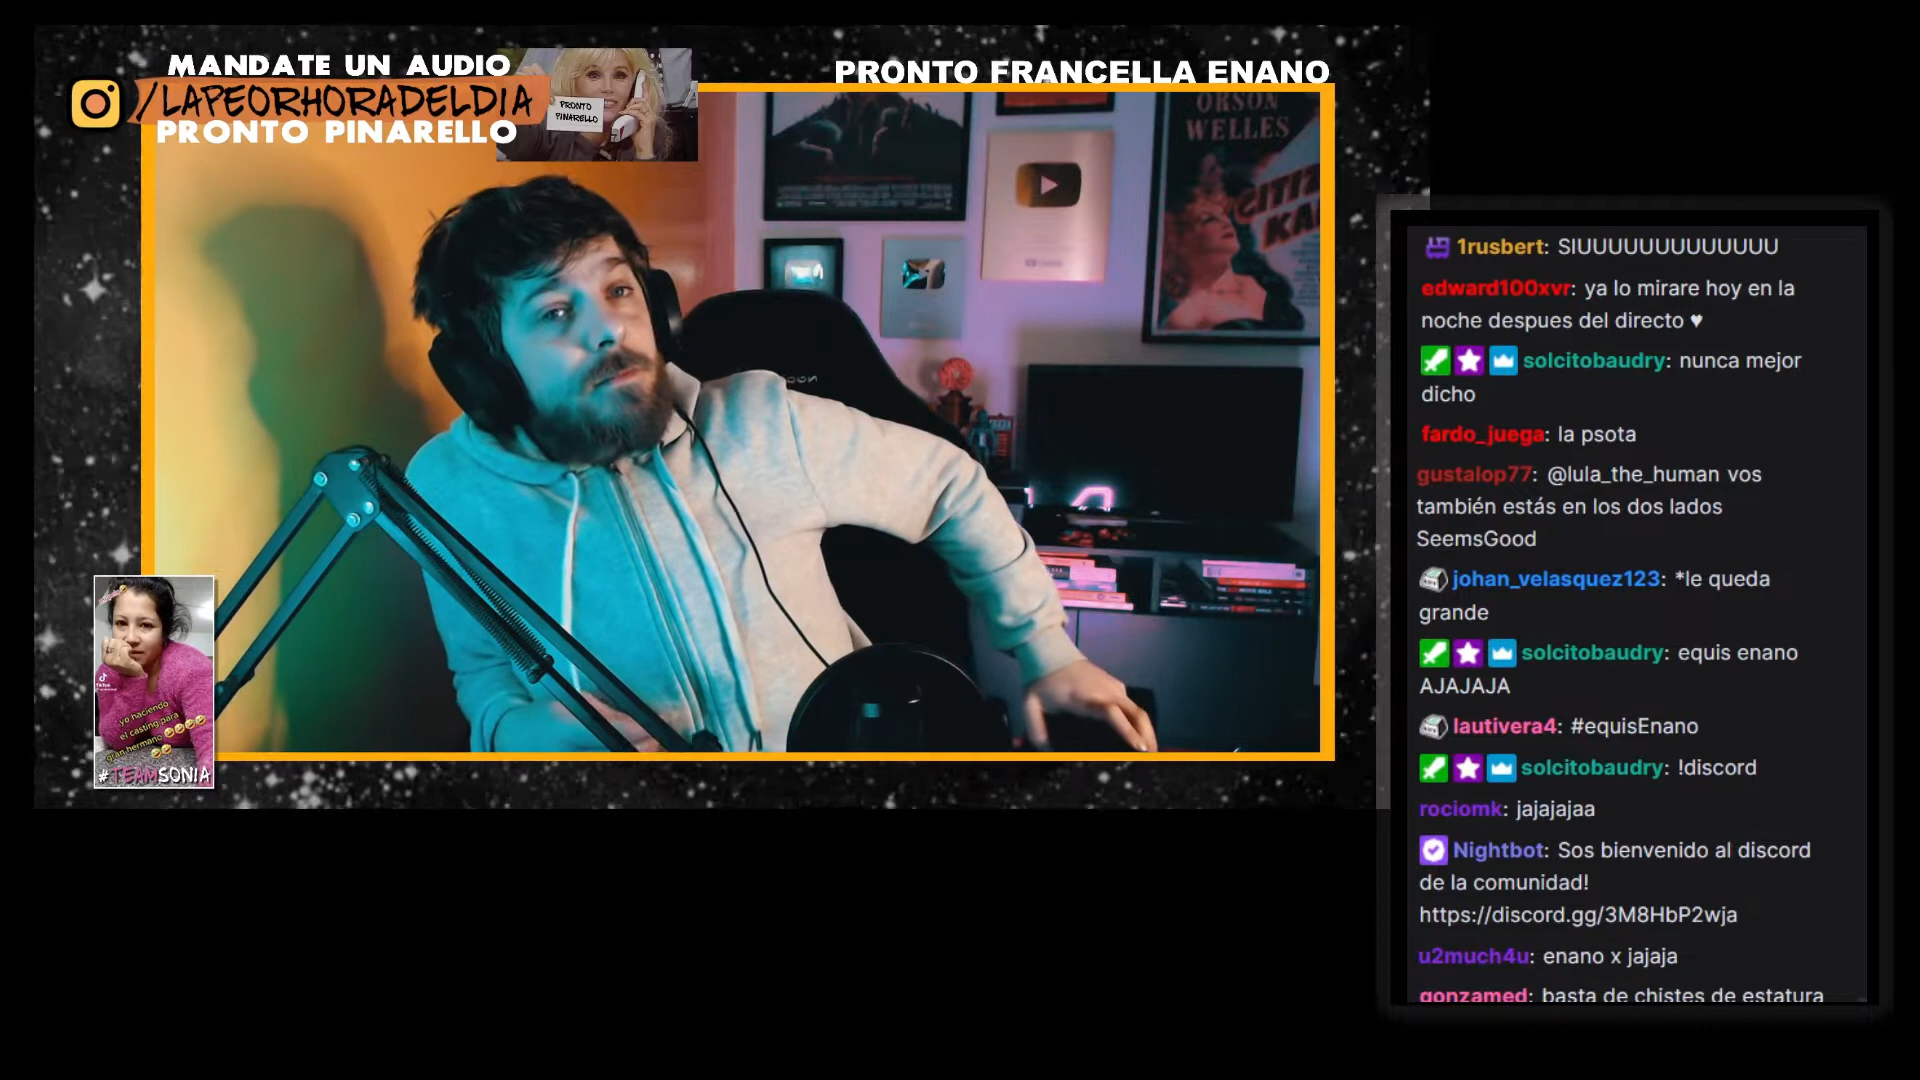 MANDATE UN AUDIO
/LAPEORHORADELDIA
PRONTO PINARELLO
PRONTO
PINARELLO
PRONTO FRANCELLA ENANO
ORSON
WELLES
CITIZ
KA
TikTok
yo haciendo
el casting para
gran hermano 🤣🤣🤣🤣
🤣🤣
#TEAMSONIA
1rusbert: SIUUUUUUUUUUUUU
edward100xvr: ya lo mirare hoy en la
noche despues del directo ♥
solcitobaudry: nunca mejor
dicho
fardo_juega: la psota
gustalop77: @lula_the_human vos
también estás en los dos lados
SeemsGood
johan_velasquez123: *le queda
grande
solcitobaudry: equis enano
AJAJAJA
lautivera4: #equisEnano
solcitobaudry: !discord
rociomk: jajajajaa
Nightbot: Sos bienvenido al discord
de la comunidad!
https://discord.gg/3M8HbP2wja
u2much4u: enano x jajaja
gonzamed: basta de chistes de estatura